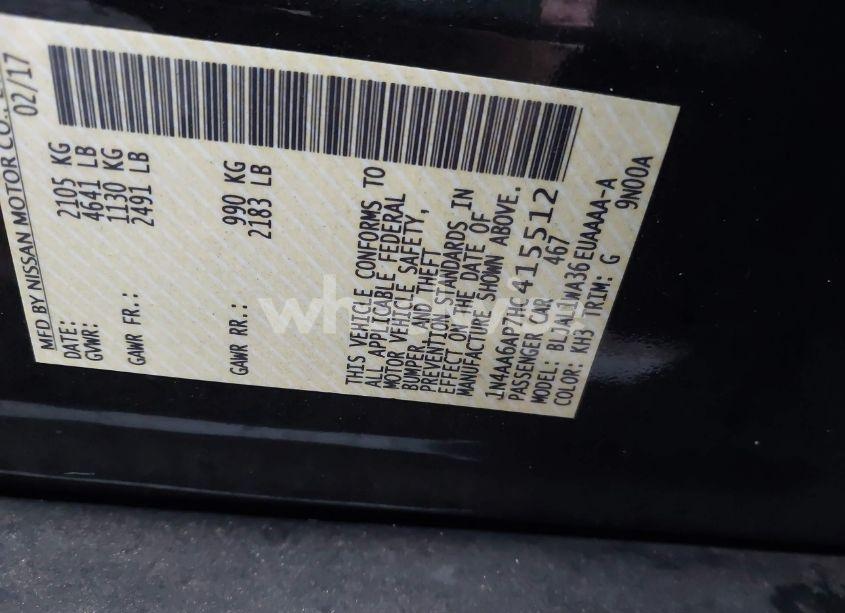 MFD BY NISSAN MOTOR CO.,
DATE: 02/17
GVWR: 2105 KG
4641 LB
GAWR FR.: 1130 KG
2491 LB
GAWR RR.: 990 KG
2183 LB
THIS VEHICLE CONFORMS TO
ALL APPLICABLE FEDERAL
MOTOR VEHICLE SAFETY,
BUMPER AND THEFT
PREVENTION STANDARDS IN
EFFECT ON THE DATE OF
MANUFACTURE SHOWN ABOVE.
1N4AA6AP7HC415512
PASSENGER CAR 467
MODEL: BLJALLWA36EUAAAA-A
COLOR: KH3 TRIM: G 9N00A